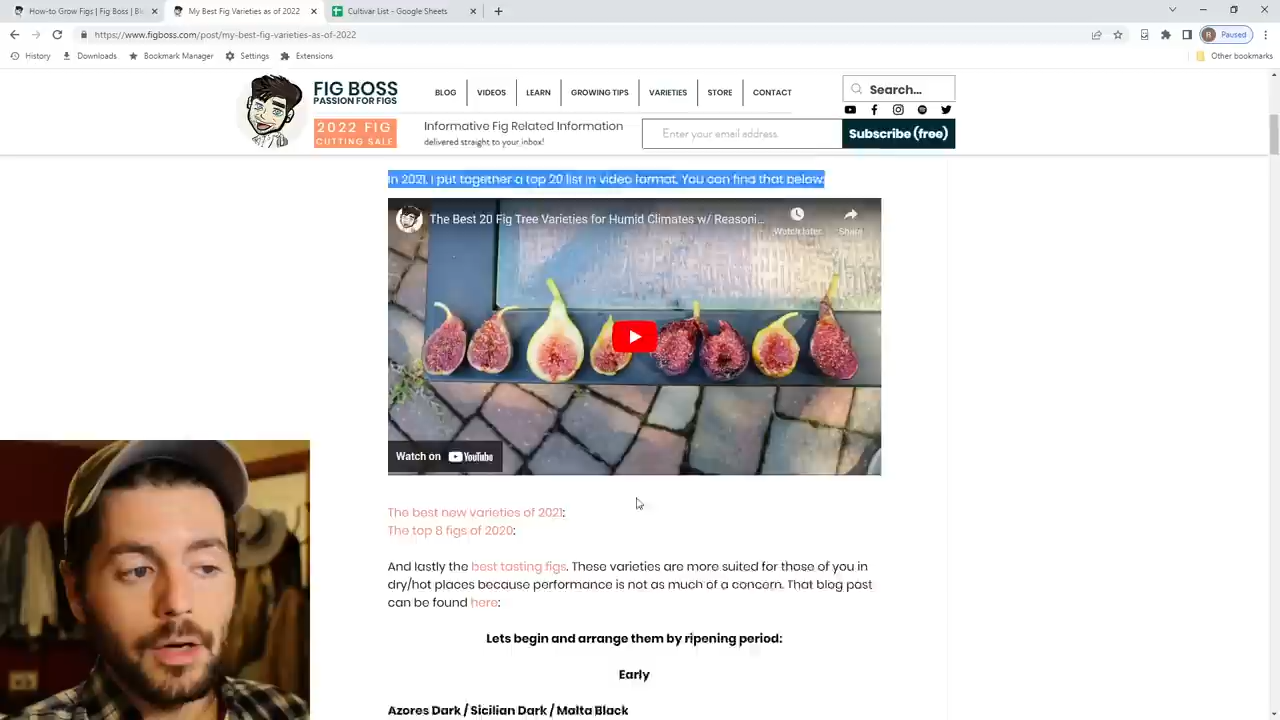 How-to Grow Figs | Fig Boss | Bl
My Best Fig Varieties as of 2022
Cultivar List - Google Sheets
https://www.figboss.com/post/my-best-fig-varieties-as-of-2022
R Paused
History
Downloads
Bookmark Manager
Settings
Extensions
Other bookmarks
FIG BOSS
PASSION FOR FIGS
BLOG
VIDEOS
LEARN
GROWING TIPS
VARIETIES
STORE
CONTACT
Search...
2022 FIG
CUTTING SALE
Informative Fig Related Information
delivered straight to your inbox!
Enter your email address.
Subscribe (free)
In 2021, I put together a top 20 list in video format. You can find that below:
The Best 20 Fig Tree Varieties for Humid Climates w/ Reasoni...
Watch later
Share
Watch on YouTube
The best new varieties of 2021:
The top 8 figs of 2020:
And lastly the best tasting figs. These varieties are more suited for those of you in
dry/hot places because performance is not as much of a concern. That blog post
can be found here:
Lets begin and arrange them by ripening period:
Early
Azores Dark / Sicilian Dark / Malta Black